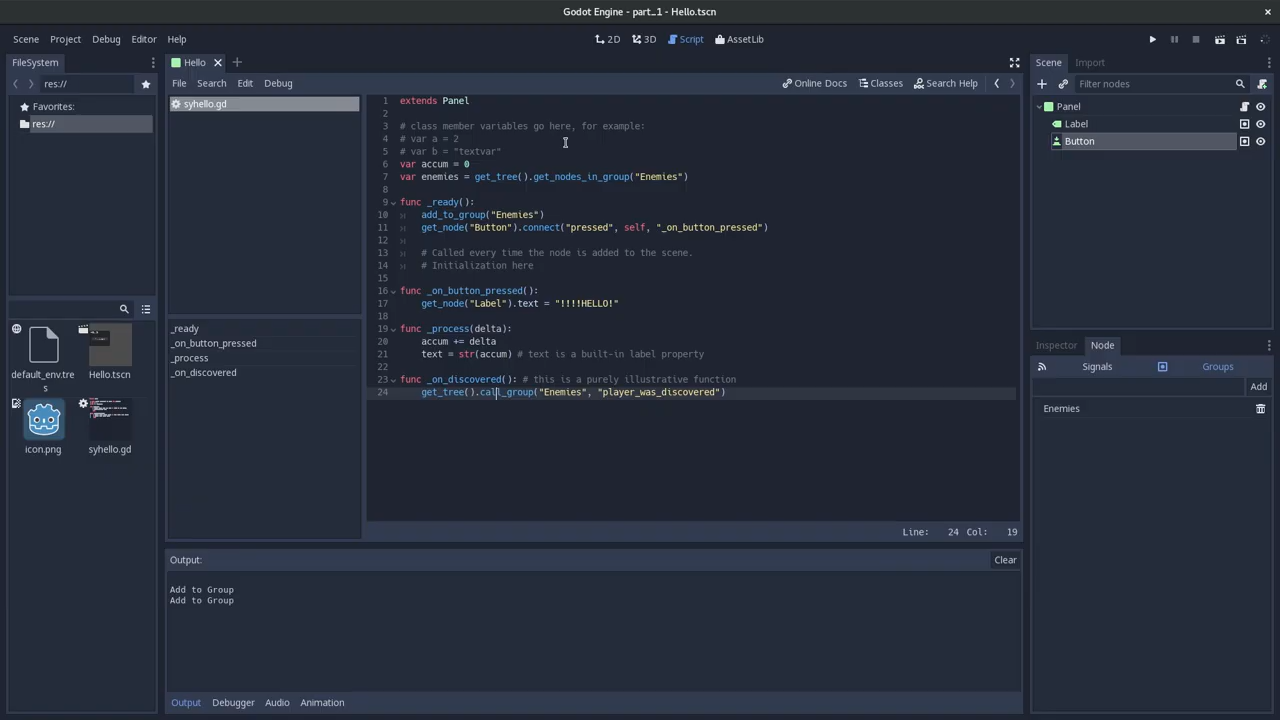 Godot Engine - part_1 - Hello.tscn
Scene Project Debug Editor Help
2D 3D Script AssetLib
FileSystem
res://
Favorites:
res://
default_env.tre
s
Hello.tscn
icon.png
syhello.gd
Hello
File Search Edit Debug
Online Docs Classes Search Help
syhello.gd
_ready
_on_button_pressed
_process
_on_discovered
1 extends Panel
2
3 # class member variables go here, for example:
4 # var a = 2
5 # var b = "textvar"
6 var accum = 0
7 var enemies = get_tree().get_nodes_in_group("Enemies")
8
9 func _ready():
10 add_to_group("Enemies")
11 get_node("Button").connect("pressed", self, "_on_button_pressed")
12
13 # Called every time the node is added to the scene.
14 # Initialization here
15
16 func _on_button_pressed():
17 get_node("Label").text = "!!!!HELLO!"
18
19 func _process(delta):
20 accum += delta
21 text = str(accum) # text is a built-in label property
22
23 func _on_discovered(): # this is a purely illustrative function
24 get_tree().call_group("Enemies", "player_was_discovered")
Line: 24 Col: 19
Output:
Clear
Add to Group
Add to Group
Output Debugger Audio Animation
Scene Import
Filter nodes
Panel
Label
Button
Inspector Node
Signals Groups
Add
Enemies